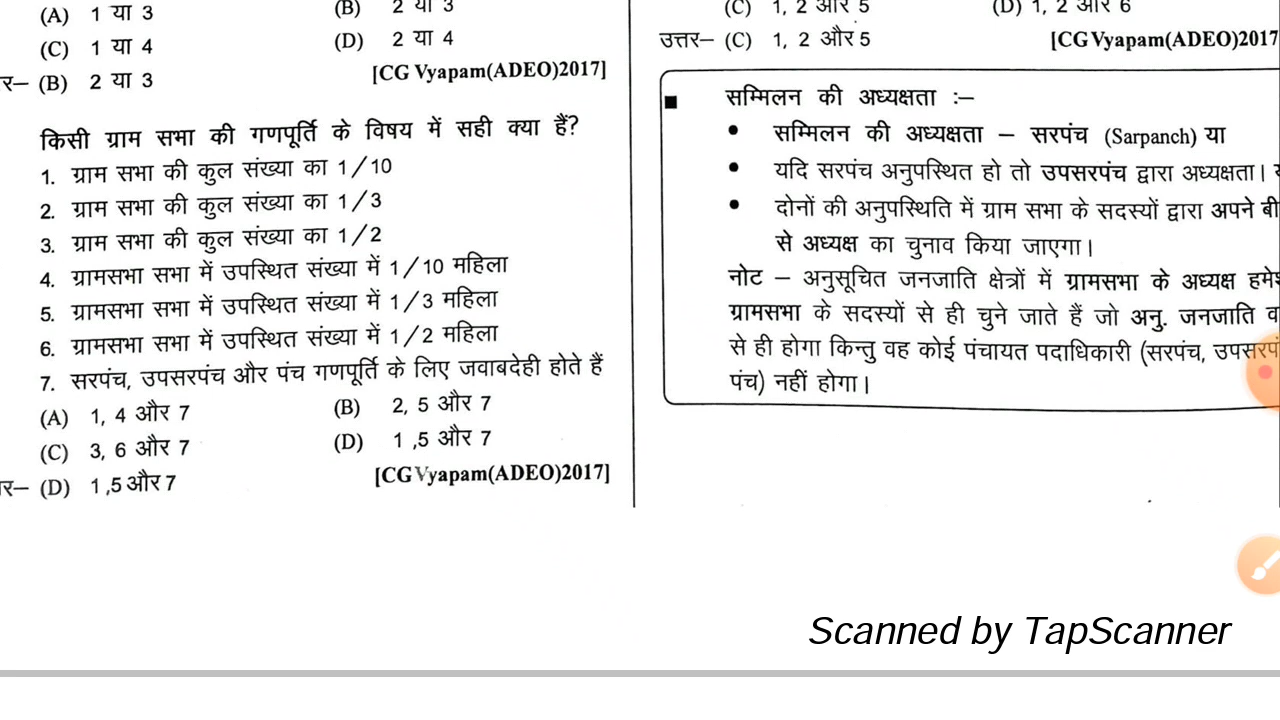 (A) 1 या 3
(B) 2 या 3
(C) 1 या 4
(D) 2 या 4
[CG Vyapam(ADEO)2017]
र– (B) 2 या 3
किसी ग्राम सभा की गणपूर्ति के विषय में सही क्या हैं?
1. ग्राम सभा की कुल संख्या का 1/10
2. ग्राम सभा की कुल संख्या का 1/3
3. ग्राम सभा की कुल संख्या का 1/2
4. ग्रामसभा सभा में उपस्थित संख्या में 1/10 महिला
5. ग्रामसभा सभा में उपस्थित संख्या में 1/3 महिला
6. ग्रामसभा सभा में उपस्थित संख्या में 1/2 महिला
7. सरपंच, उपसरपंच और पंच गणपूर्ति के लिए जवाबदेही होते हैं
(A) 1, 4 और 7
(B) 2, 5 और 7
(C) 3, 6 और 7
(D) 1 ,5 और 7
[CG Vyapam(ADEO)2017]
र– (D) 1 ,5 और 7
(C) 1, 2 और 5
(D) 1, 2 और 6
उत्तर– (C) 1, 2 और 5
[CG Vyapam(ADEO)2017
■ सम्मिलन की अध्यक्षता :–
• सम्मिलन की अध्यक्षता – सरपंच (Sarpanch) या
• यदि सरपंच अनुपस्थित हो तो उपसरपंच द्वारा अध्यक्षता।
• दोनों की अनुपस्थिति में ग्राम सभा के सदस्यों द्वारा अपने बी
से अध्यक्ष का चुनाव किया जाएगा।
नोट – अनुसूचित जनजाति क्षेत्रों में ग्रामसभा के अध्यक्ष हमे
ग्रामसभा के सदस्यों से ही चुने जाते हैं जो अनु. जनजाति व
से ही होगा किन्तु वह कोई पंचायत पदाधिकारी (सरपंच, उपसरपं
पंच) नहीं होगा।
Scanned by TapScanner